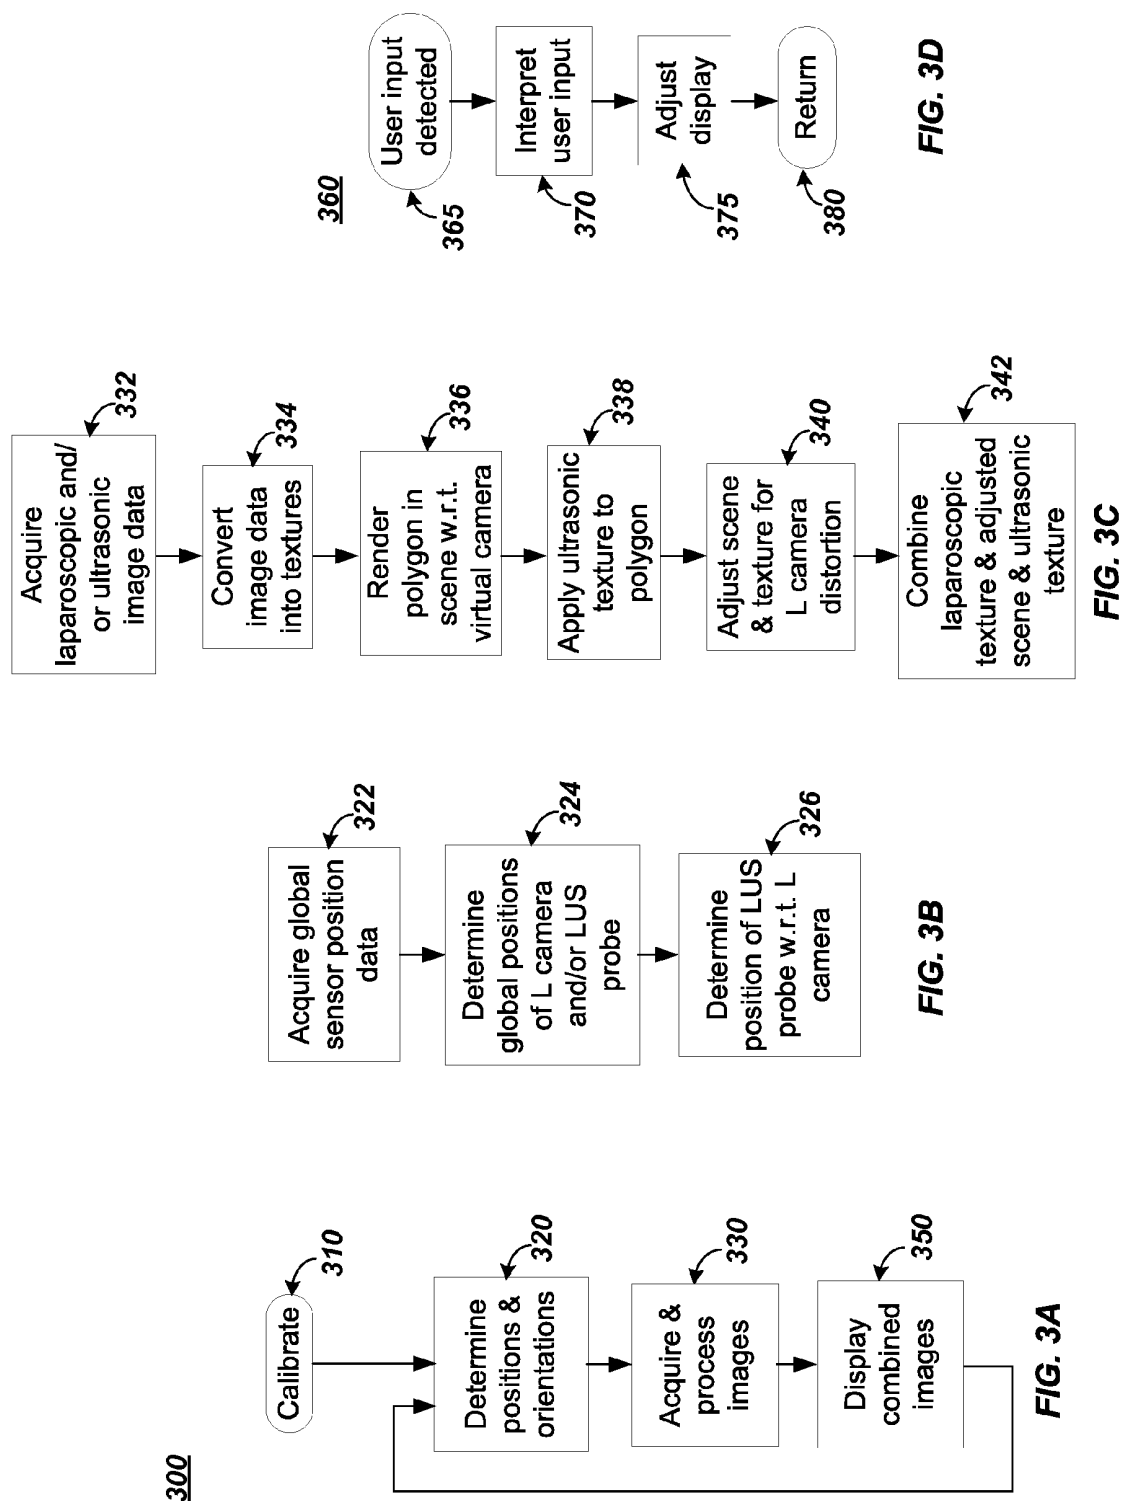 300
Calibrate
310
Determine
positions &
orientations
320
Acquire &
process
images
330
Display
combined
images
350
FIG. 3A
Acquire global
sensor position
data
322
Determine
global positions
of L camera
and/or LUS
probe
324
Determine
position of LUS
probe w.r.t. L
camera
326
FIG. 3B
Acquire
laparoscopic and/
or ultrasonic
image data
332
Convert
image data
into textures
334
Render
polygon in
scene w.r.t.
virtual camera
336
Apply ultrasonic
texture to
polygon
338
Adjust scene
& texture for
L camera
distortion
340
Combine
laparoscopic
texture & adjusted
scene & ultrasonic
texture
342
FIG. 3C
360
User input
detected
365
Interpret
user input
370
Adjust
display
375
Return
380
FIG. 3D